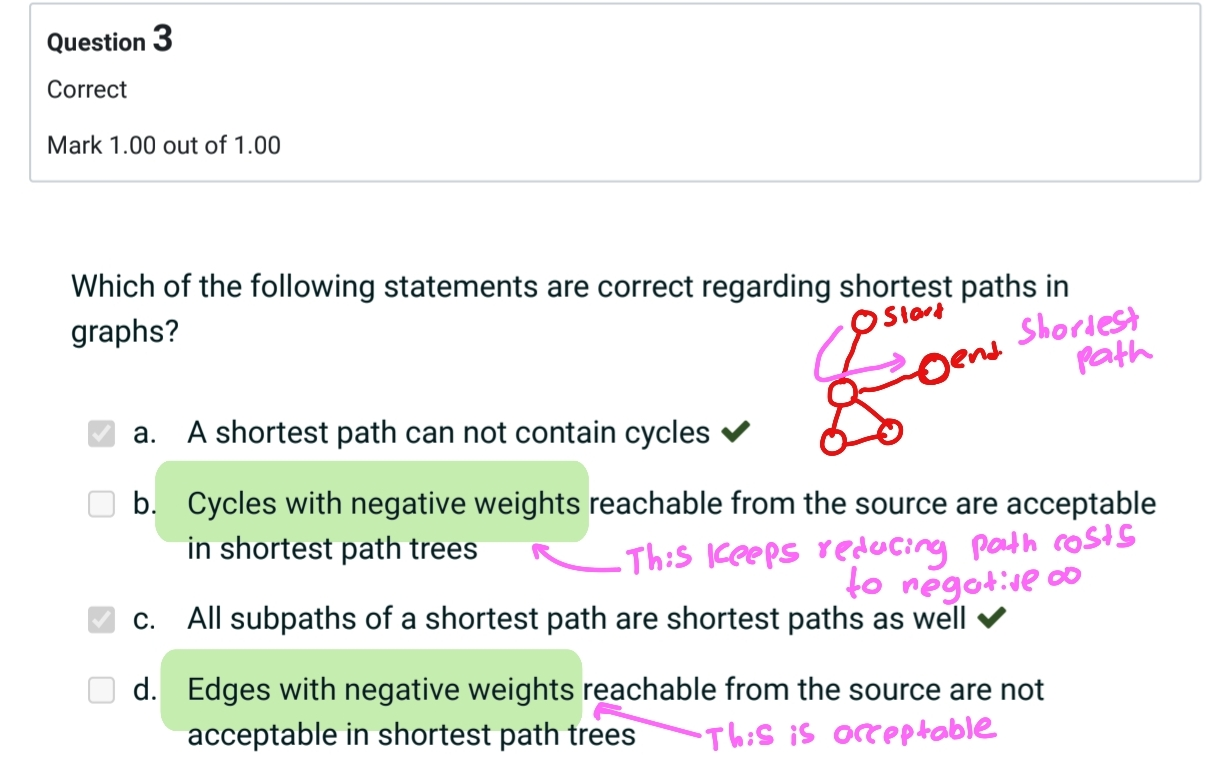 Question 3
Correct
Mark 1.00 out of 1.00
Which of the following statements are correct regarding shortest paths in
graphs?
Start
end
Shortest
path
a. A shortest path can not contain cycles
b. Cycles with negative weights reachable from the source are acceptable
in shortest path trees
This keeps reducing path costs
to negative ∞
c. All subpaths of a shortest path are shortest paths as well
d. Edges with negative weights reachable from the source are not
acceptable in shortest path trees
This is acceptable